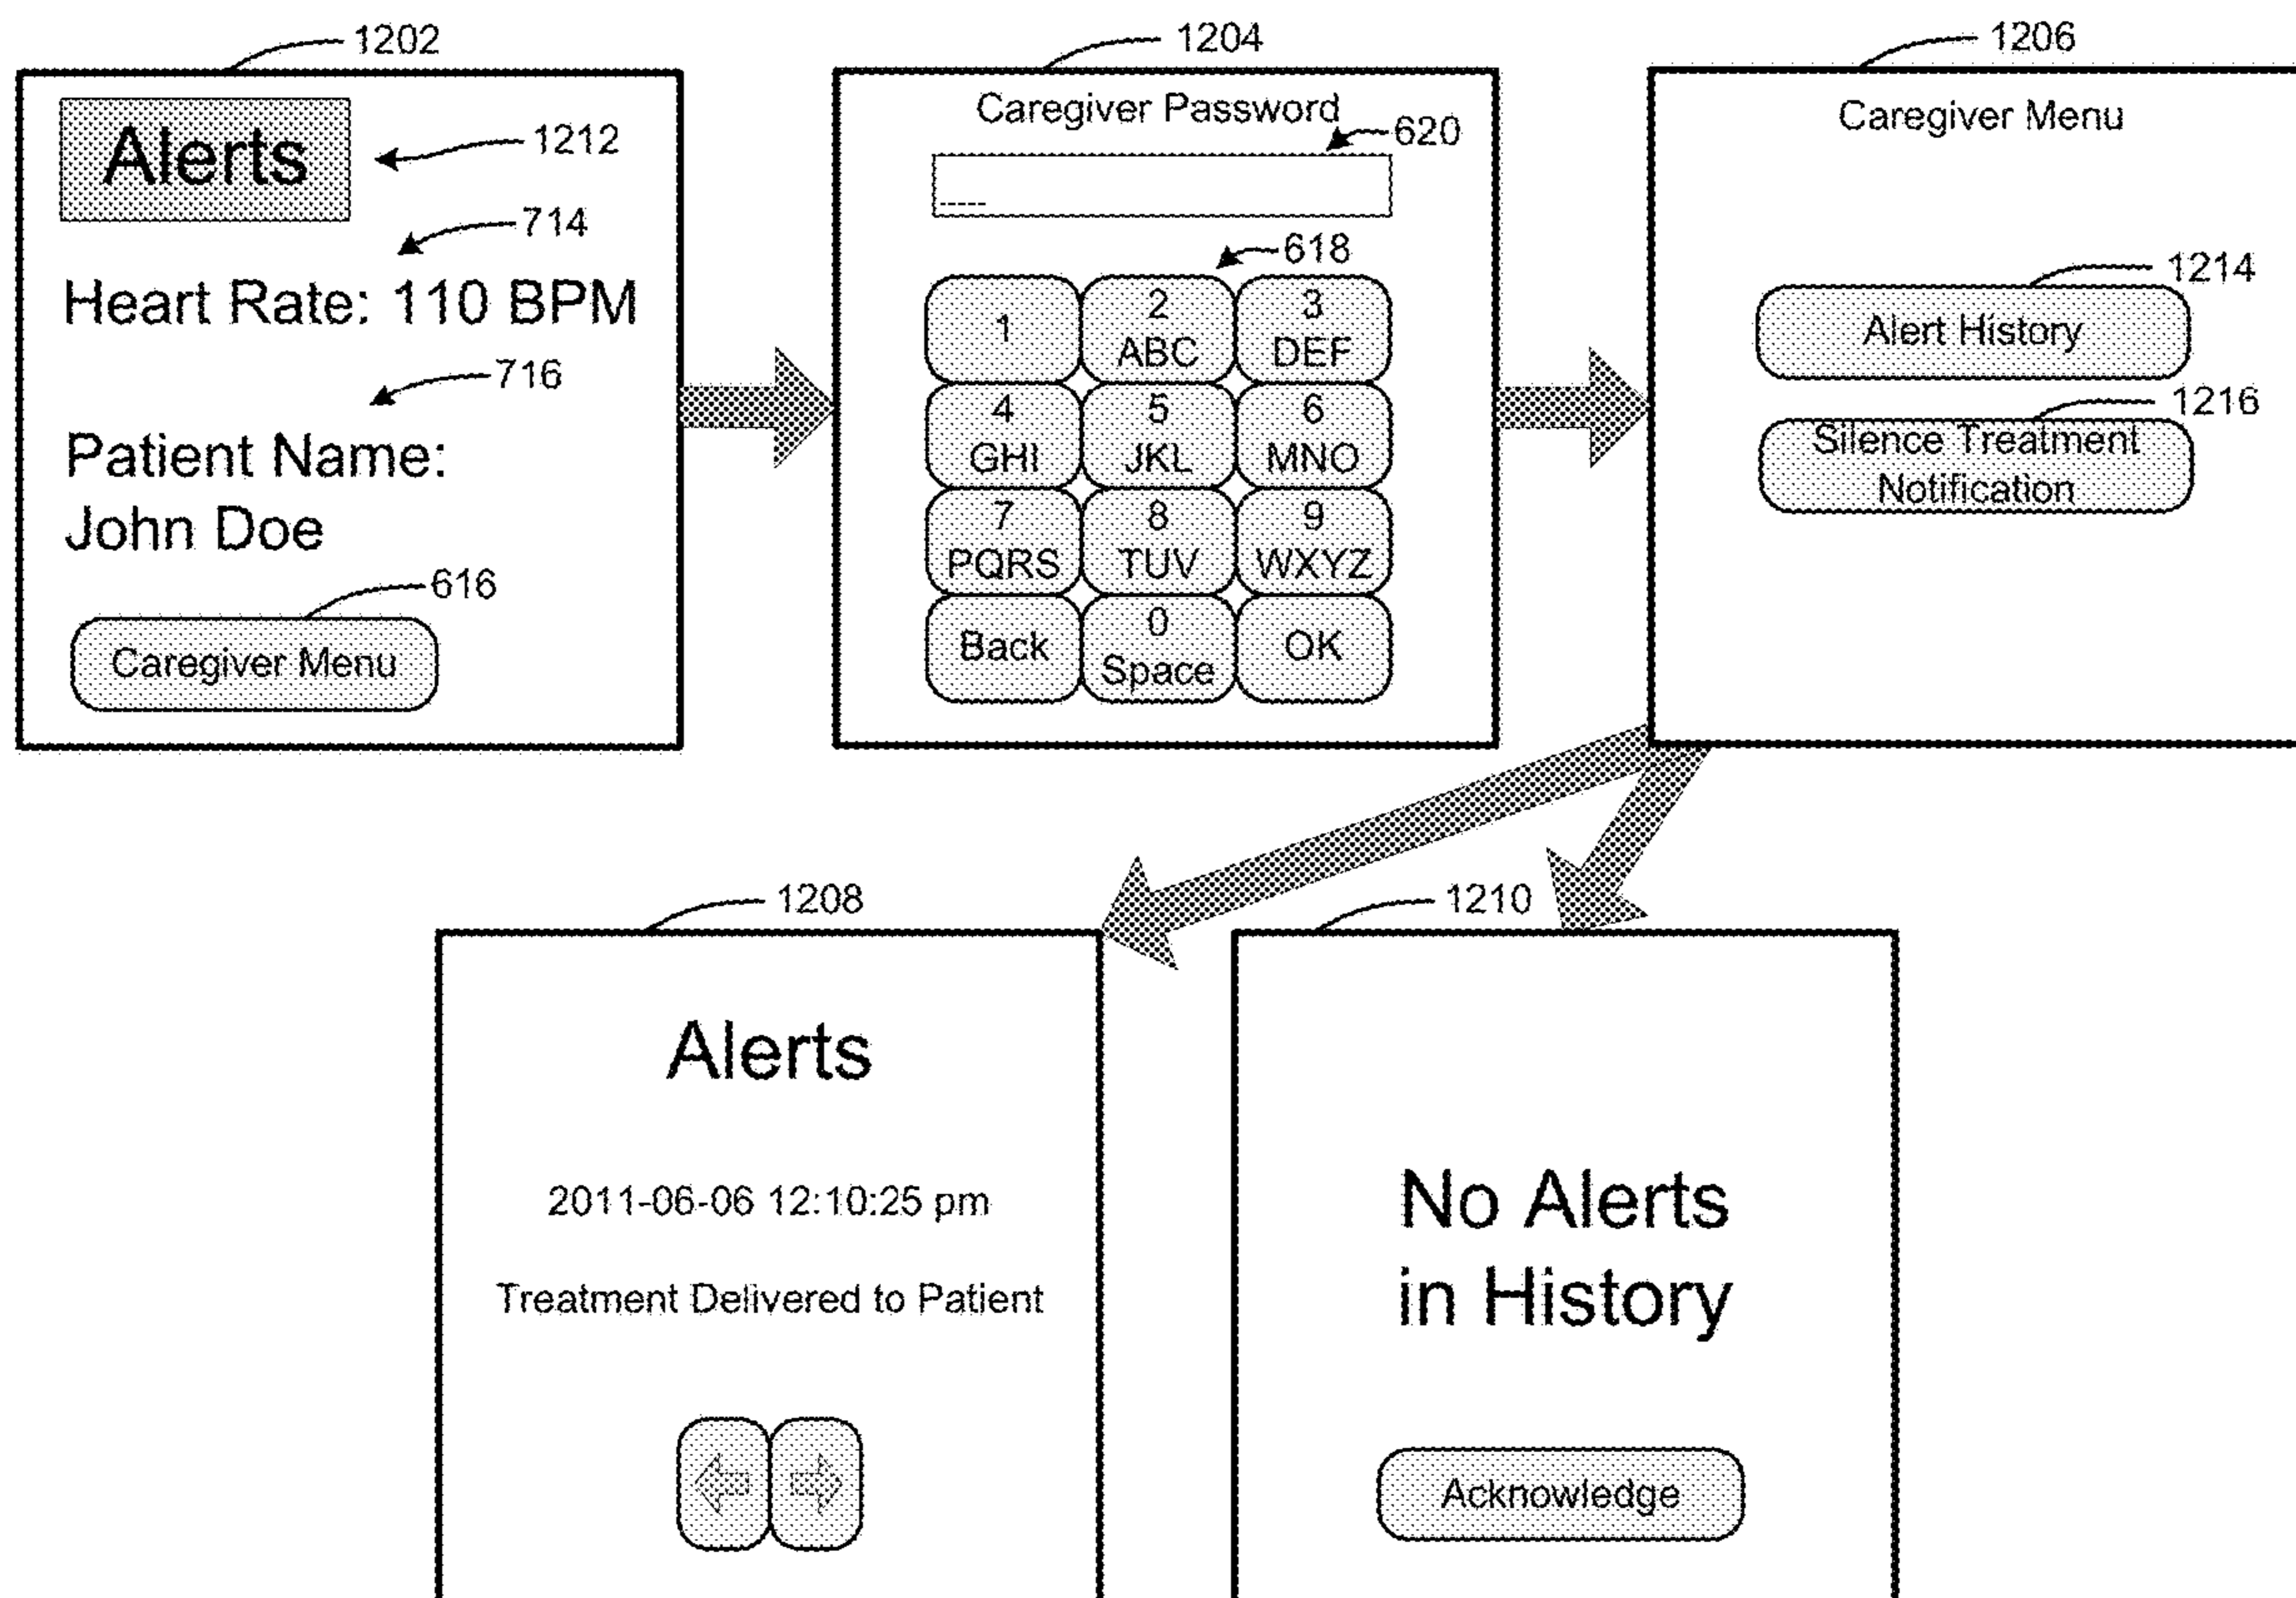 1202
Alerts
1212
714
Heart Rate: 110 BPM
716
Patient Name:
John Doe
616
Caregiver Menu
1204
Caregiver Password
620
-----
618
1
2
ABC
3
DEF
4
GHI
5
JKL
6
MNO
7
PQRS
8
TUV
9
WXYZ
Back
0
Space
OK
1206
Caregiver Menu
1214
Alert History
1216
Silence Treatment
Notification
1208
Alerts
2011-06-06 12:10:25 pm
Treatment Delivered to Patient
1210
No Alerts
in History
Acknowledge